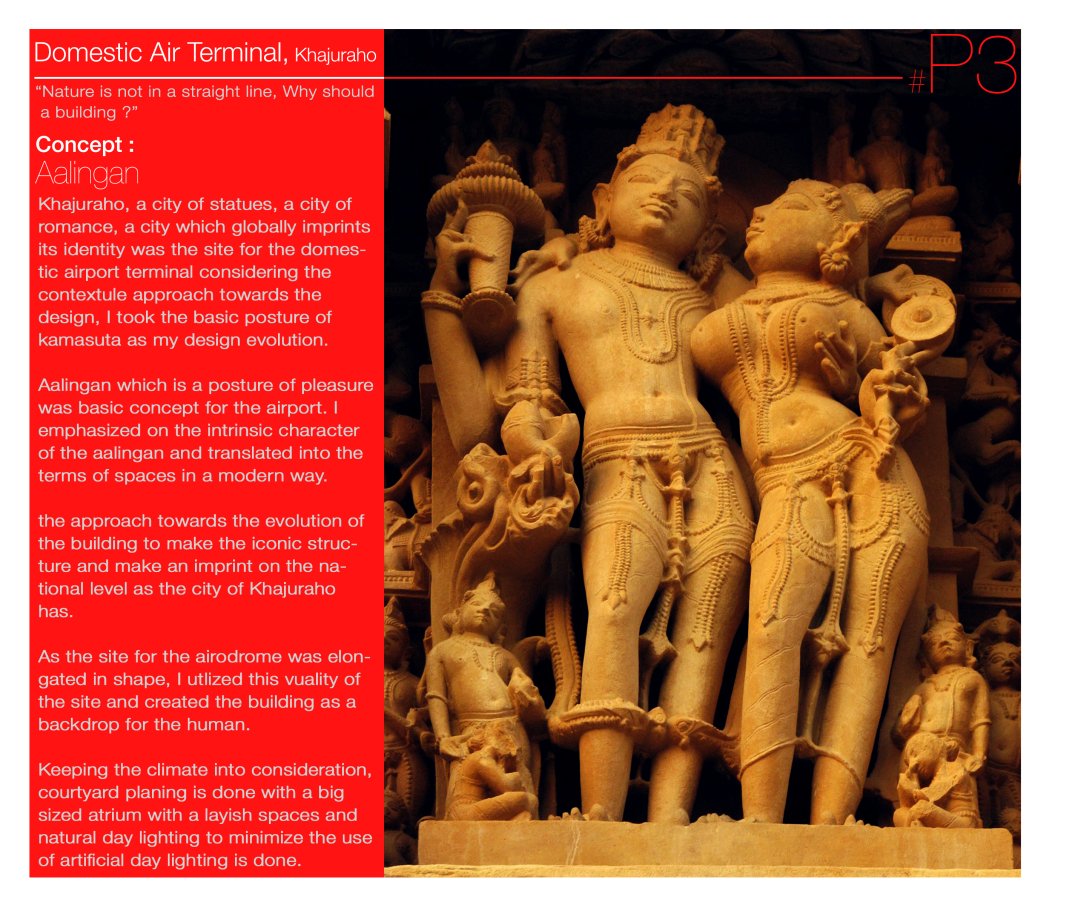 Domestic Air Terminal, Khajuraho
#P3
“Nature is not in a straight line, Why should
a building ?”
Concept :
Aalingan
Khajuraho, a city of statues, a city of
romance, a city which globally imprints
its identity was the site for the domes-
tic airport terminal considering the
contextule approach towards the
design, I took the basic posture of
kamasuta as my design evolution.
Aalingan which is a posture of pleasure
was basic concept for the airport. I
emphasized on the intrinsic character
of the aalingan and translated into the
terms of spaces in a modern way.
the approach towards the evolution of
the building to make the iconic struc-
ture and make an imprint on the na-
tional level as the city of Khajuraho
has.
As the site for the airodrome was elon-
gated in shape, I utlized this vuality of
the site and created the building as a
backdrop for the human.
Keeping the climate into consideration,
courtyard planing is done with a big
sized atrium with a layish spaces and
natural day lighting to minimize the use
of artificial day lighting is done.